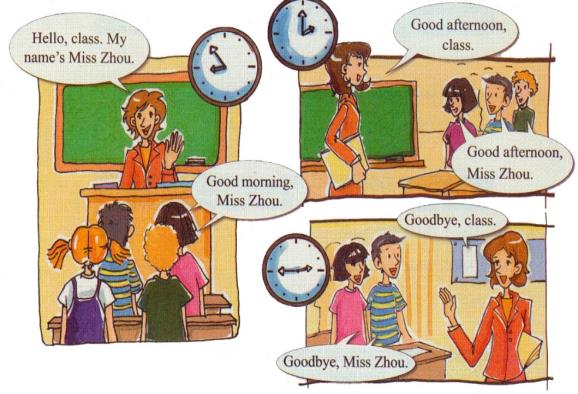 Hello, class. My
name's Miss Zhou.
Good morning,
Miss Zhou.
Good afternoon,
class.
Good afternoon,
Miss Zhou.
Goodbye, class.
Goodbye, Miss Zhou.